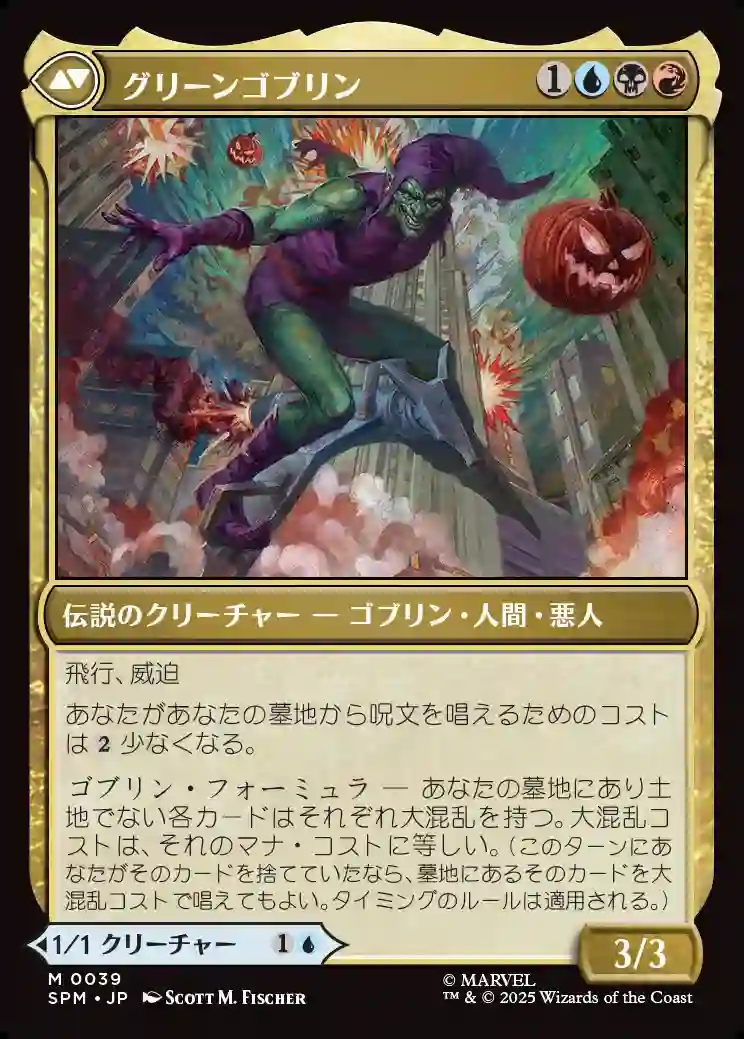 グリーンゴブリン 1
伝説のクリーチャー — ゴブリン・人間・悪人
飛行、威迫
あなたがあなたの墓地から呪文を唱えるためのコスト
は 2 少なくなる。
ゴブリン・フォーミュラ — あなたの墓地にあり土
地でない各カードはそれぞれ大混乱を持つ。大混乱コ
ストは、それのマナ・コストに等しい。（このターンにあ
なたがそのカードを捨てていたなら、墓地にあるそのカードを大
混乱コストで唱えてもよい。タイミングのルールは適用される。）
1/1 クリーチャー 1
3/3
M 0039
SPM • JP SCOTT M. FISCHER
© MARVEL
™ & © 2025 Wizards of the Coast